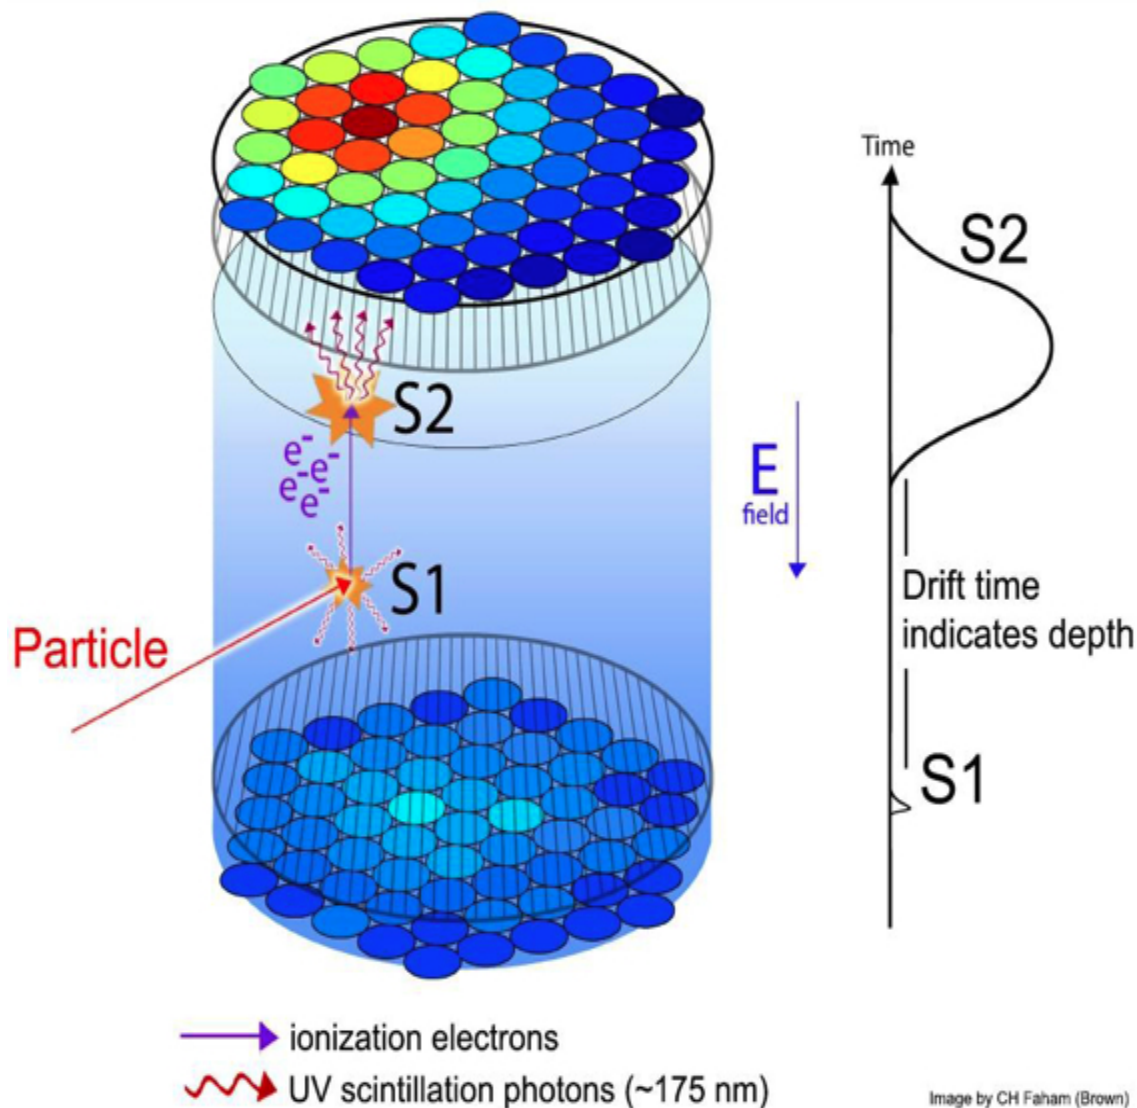 Time
S2
S2
e-
e-
e-
e-
E
field
S1
Drift time
indicates depth
Particle
S1
ionization electrons
UV scintillation photons (~175 nm)
Image by CH Faham (Brown)